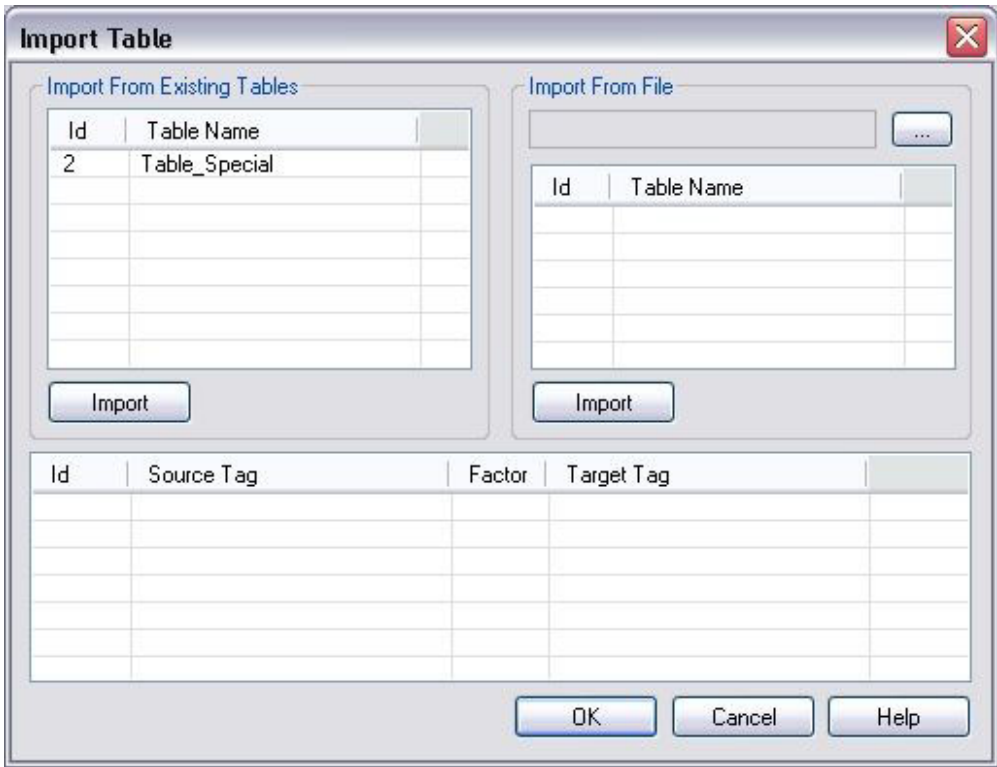 Import Table
Import From Existing Tables
Id Table Name
2 Table_Special
Import
Import From File
...
Id Table Name
Import
Id Source Tag Factor Target Tag
OK Cancel Help